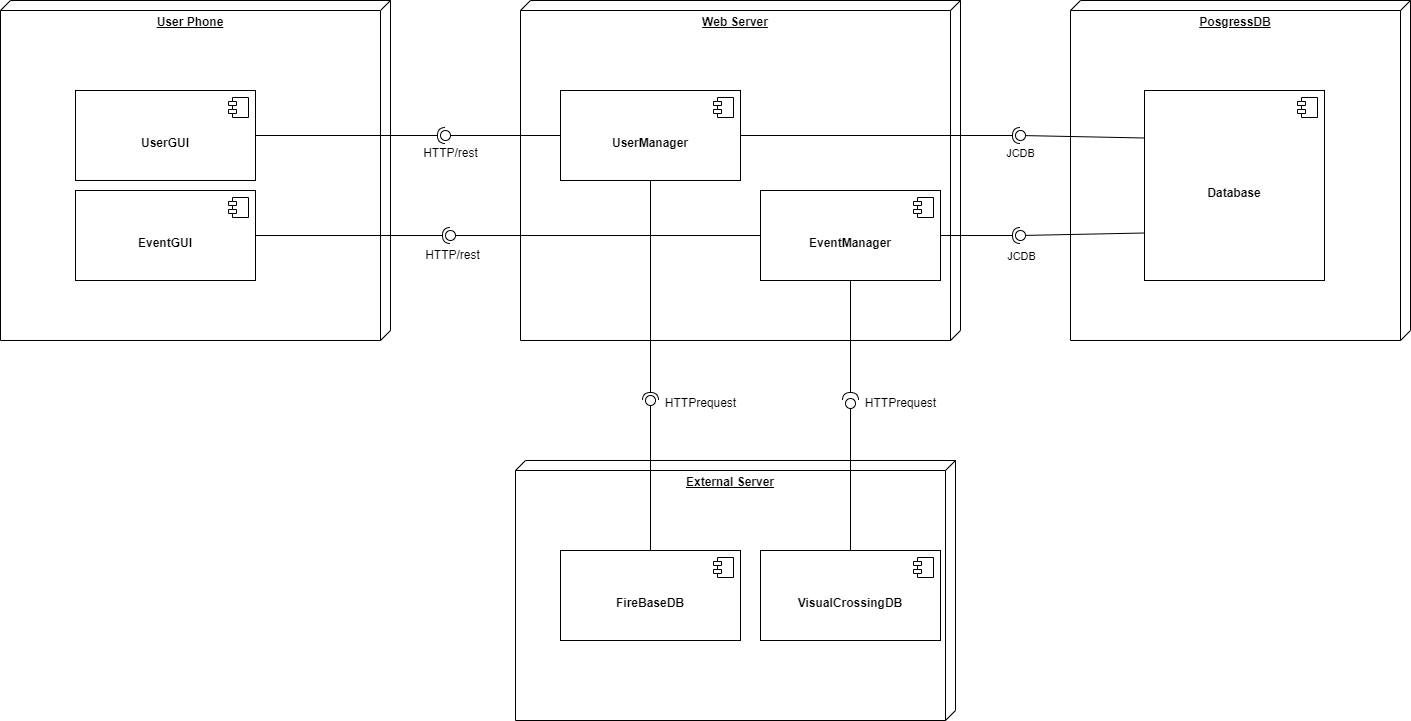 User Phone
Web Server
PosgressDB
UserGUI
UserManager
HTTP/rest
JCDB
Database
EventGUI
EventManager
HTTP/rest
JCDB
HTTPrequest
HTTPrequest
External Server
FireBaseDB
VisualCrossingDB